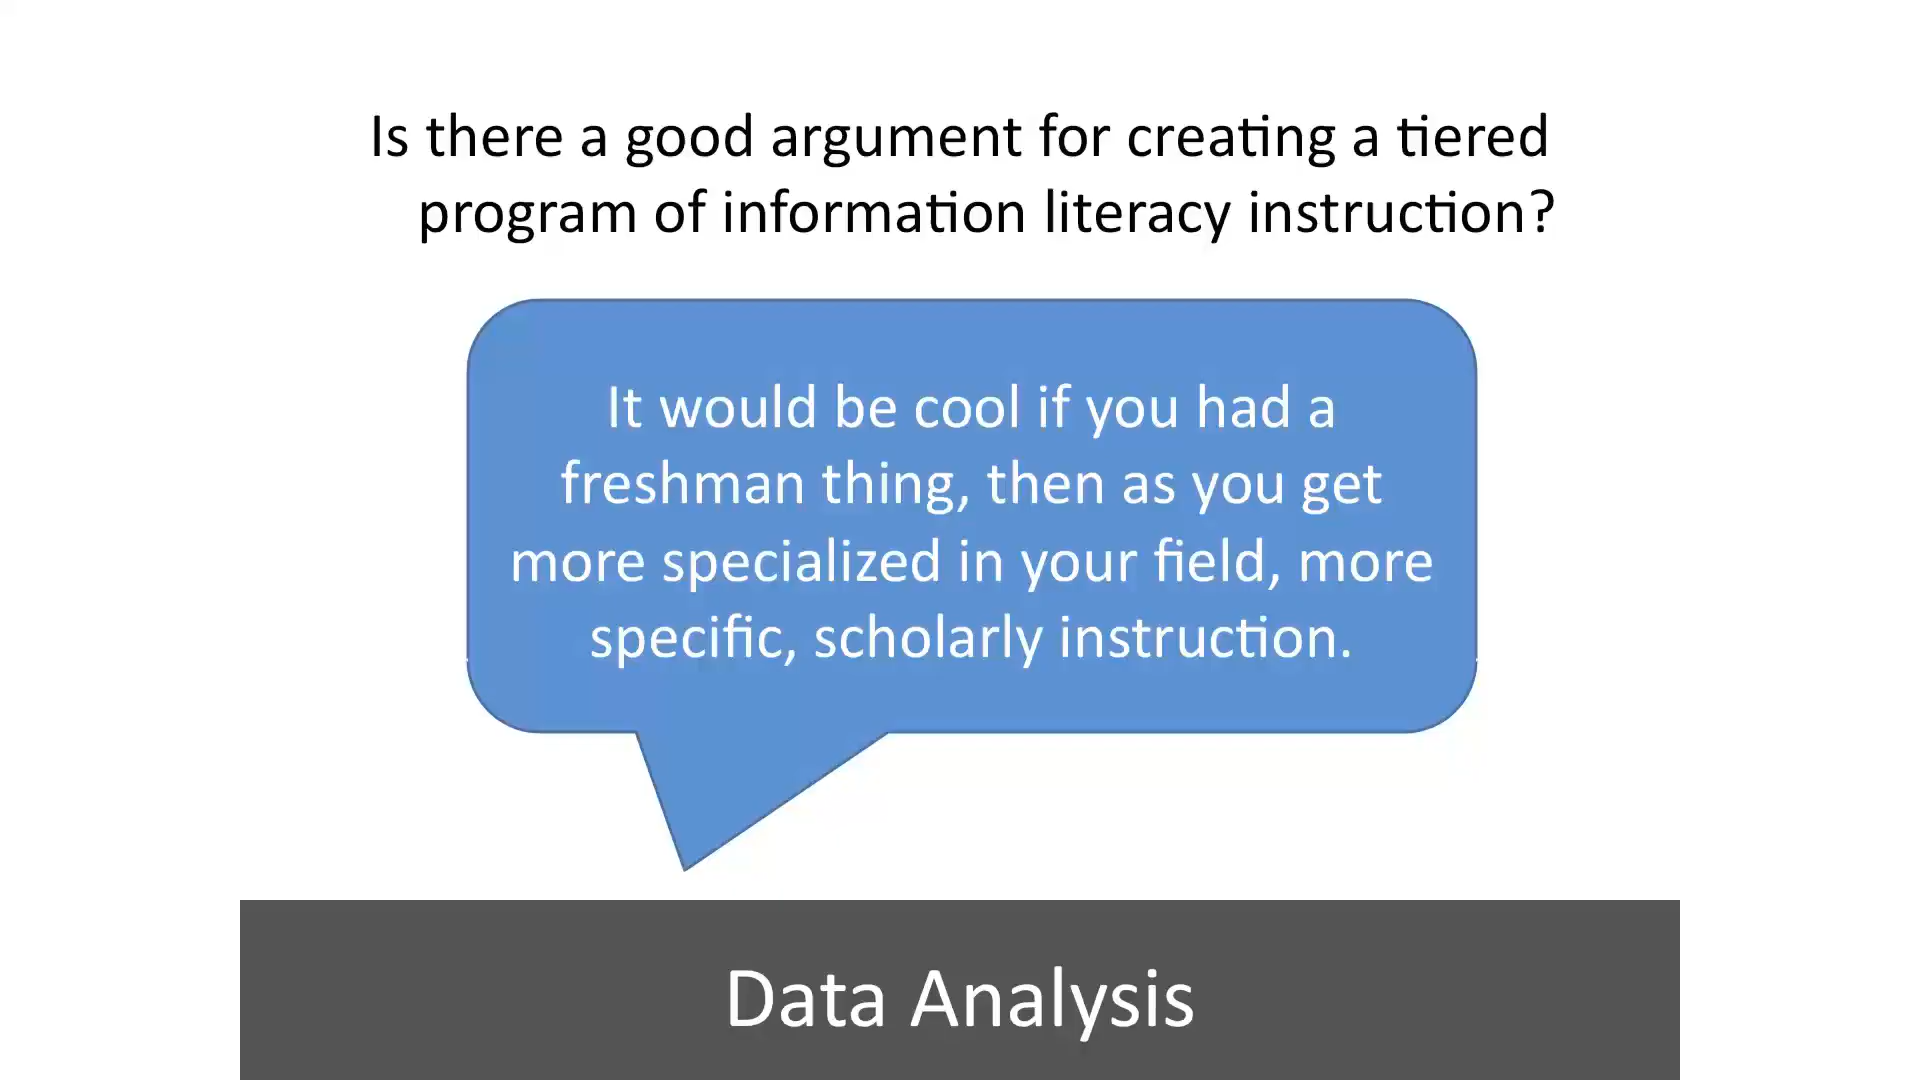 Is there a good argument for creating a tiered
program of information literacy instruction?
It would be cool if you had a
freshman thing, then as you get
more specialized in your field, more
specific, scholarly instruction.
Data Analysis